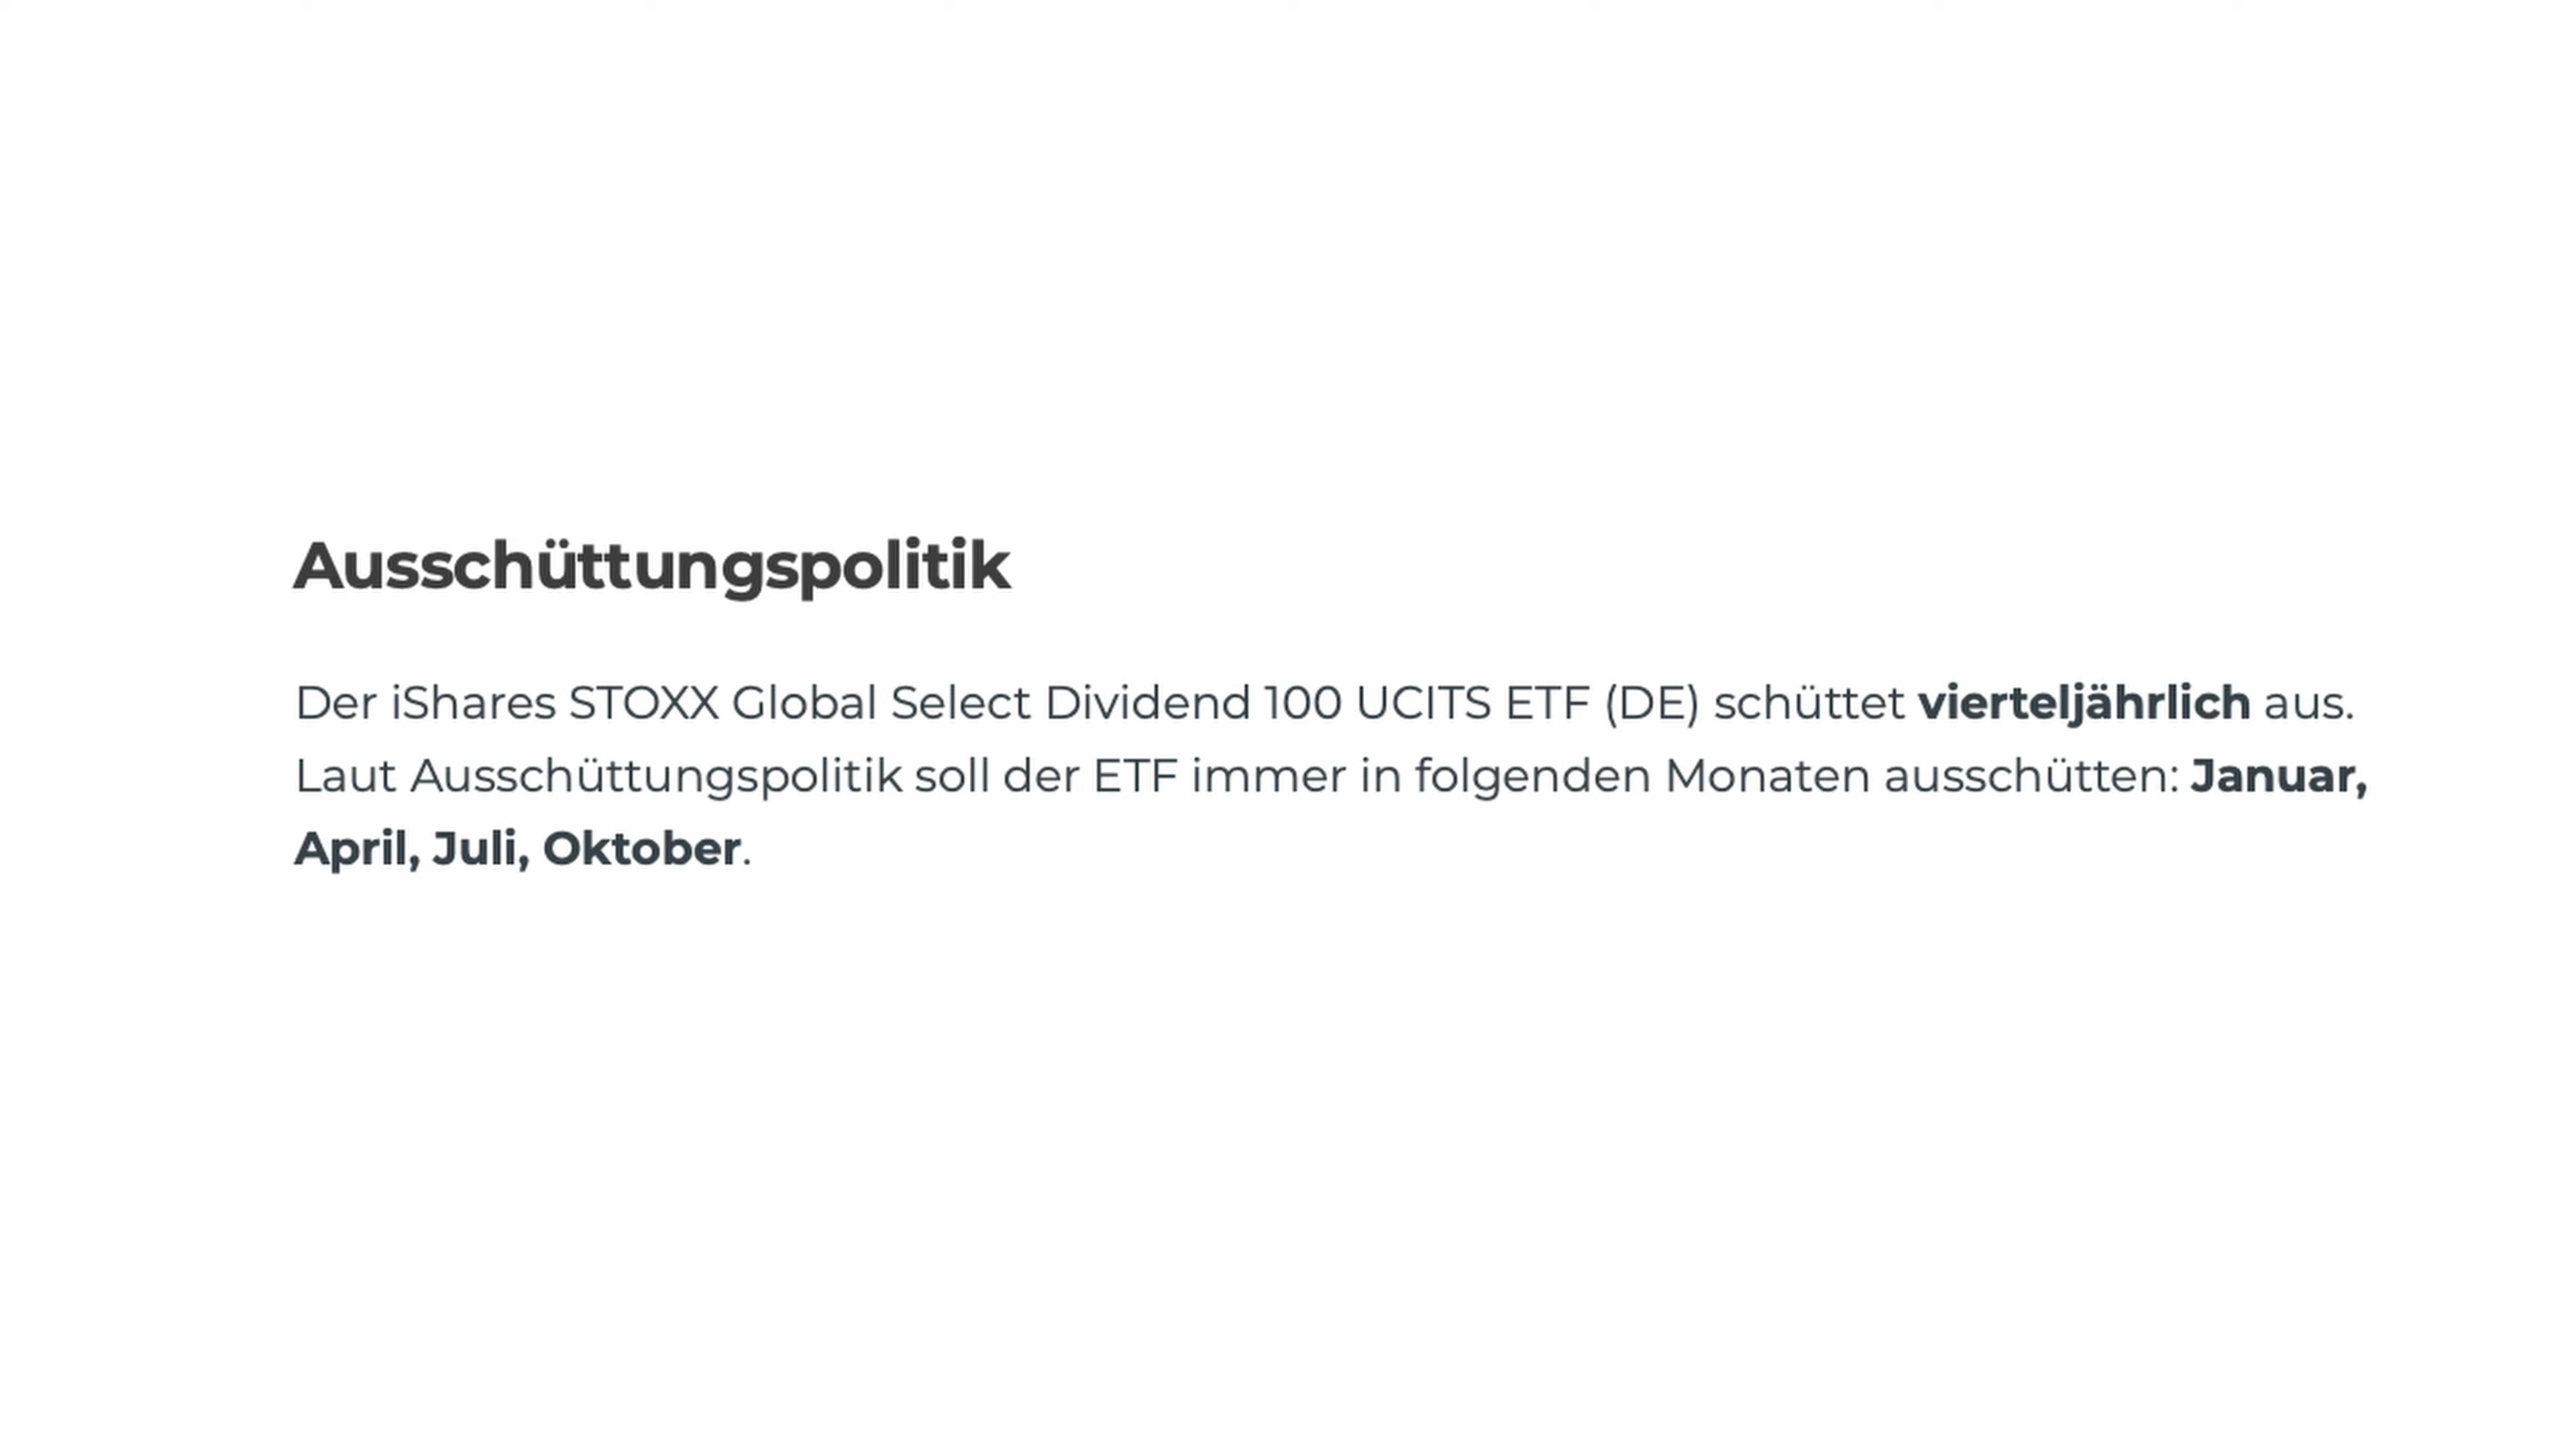 Ausschüttungspolitik
Der iShares STOXX Global Select Dividend 100 UCITS ETF (DE) schüttet vierteljährlich aus.
Laut Ausschüttungspolitik soll der ETF immer in folgenden Monaten ausschütten: Januar,
April, Juli, Oktober.